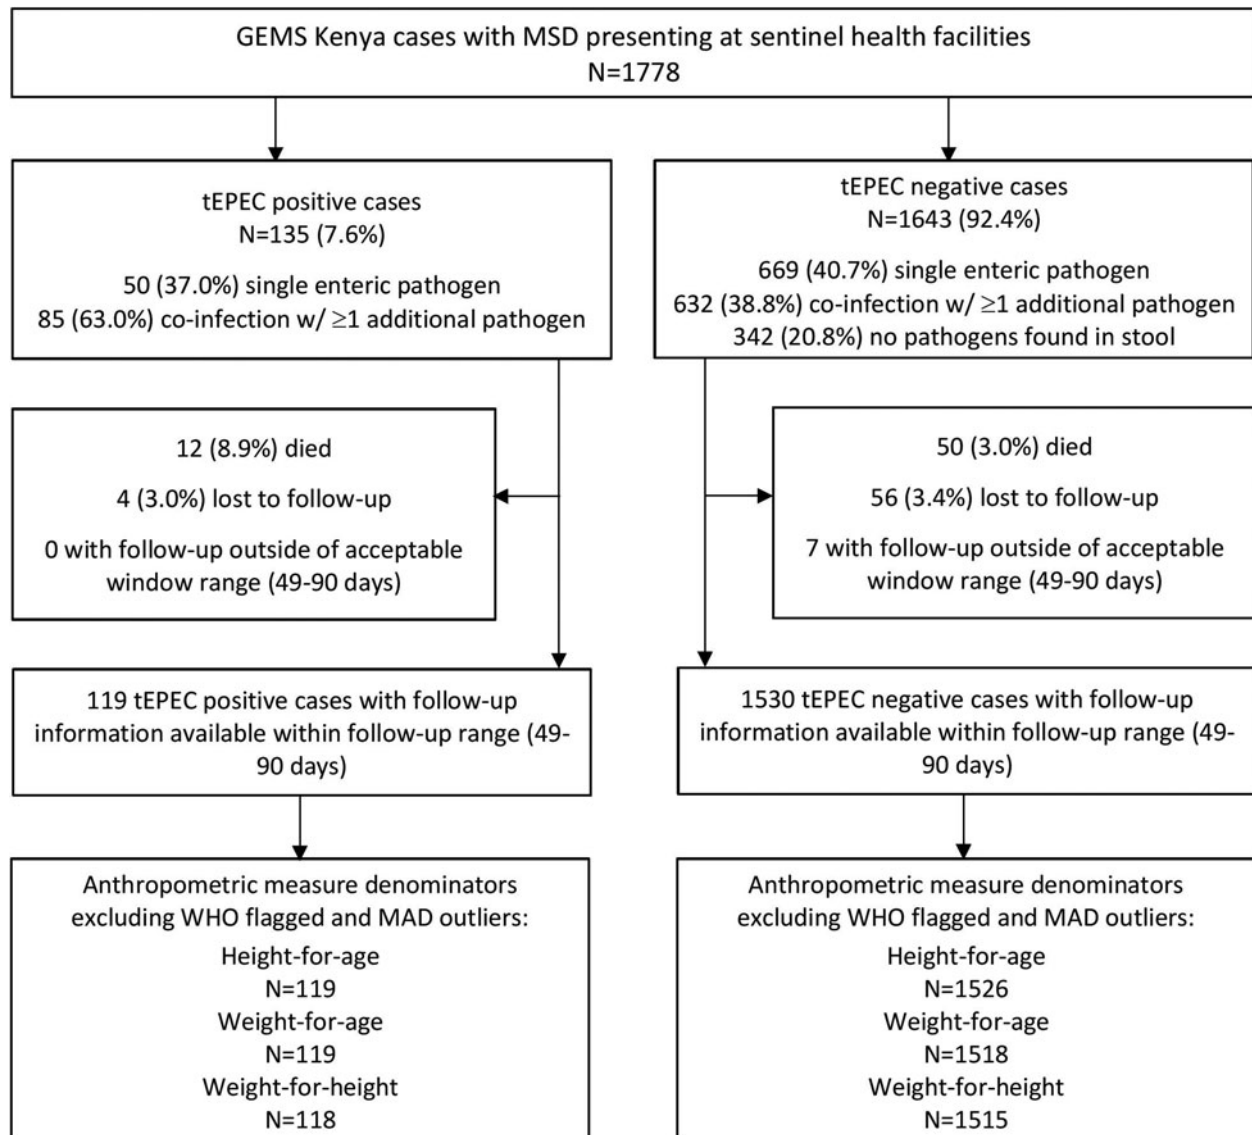 GEMS Kenya cases with MSD presenting at sentinel health facilities
N=1778
tEPEC positive cases
N=135 (7.6%)
50 (37.0%) single enteric pathogen
85 (63.0%) co-infection w/ ≥1 additional pathogen
tEPEC negative cases
N=1643 (92.4%)
669 (40.7%) single enteric pathogen
632 (38.8%) co-infection w/ ≥1 additional pathogen
342 (20.8%) no pathogens found in stool
12 (8.9%) died
4 (3.0%) lost to follow-up
0 with follow-up outside of acceptable
window range (49-90 days)
50 (3.0%) died
56 (3.4%) lost to follow-up
7 with follow-up outside of acceptable
window range (49-90 days)
119 tEPEC positive cases with follow-up
information available within follow-up range (49-
90 days)
1530 tEPEC negative cases with follow-up
information available within follow-up range (49-
90 days)
Anthropometric measure denominators
excluding WHO flagged and MAD outliers:
Height-for-age
N=119
Weight-for-age
N=119
Weight-for-height
N=118
Anthropometric measure denominators
excluding WHO flagged and MAD outliers:
Height-for-age
N=1526
Weight-for-age
N=1518
Weight-for-height
N=1515